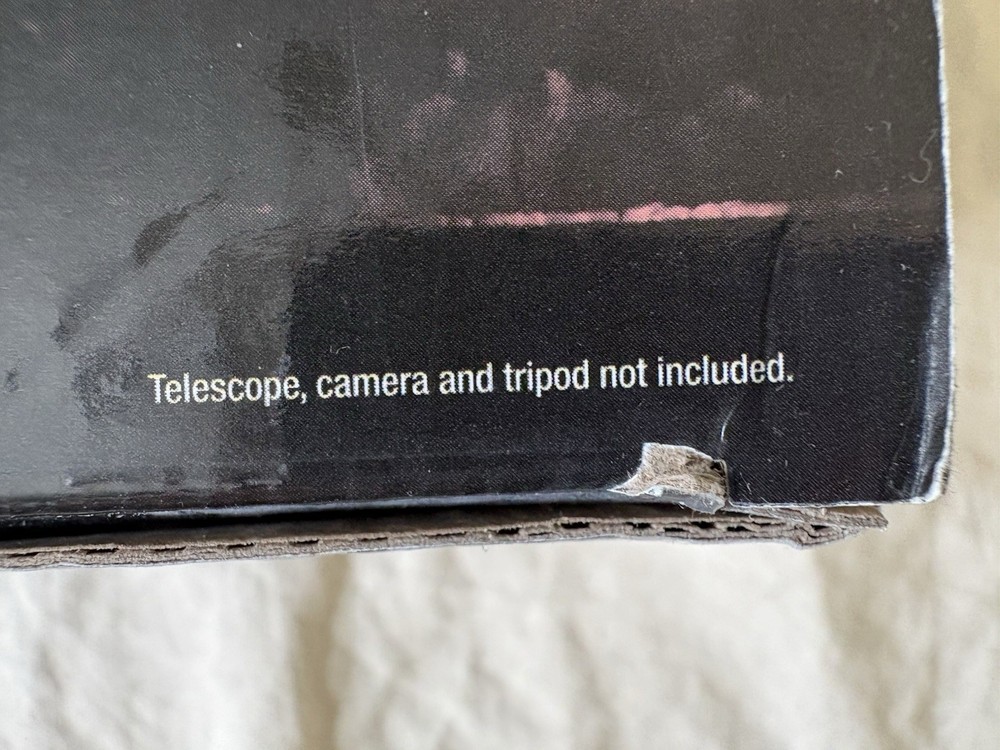 Telescope, camera and tripod not included.